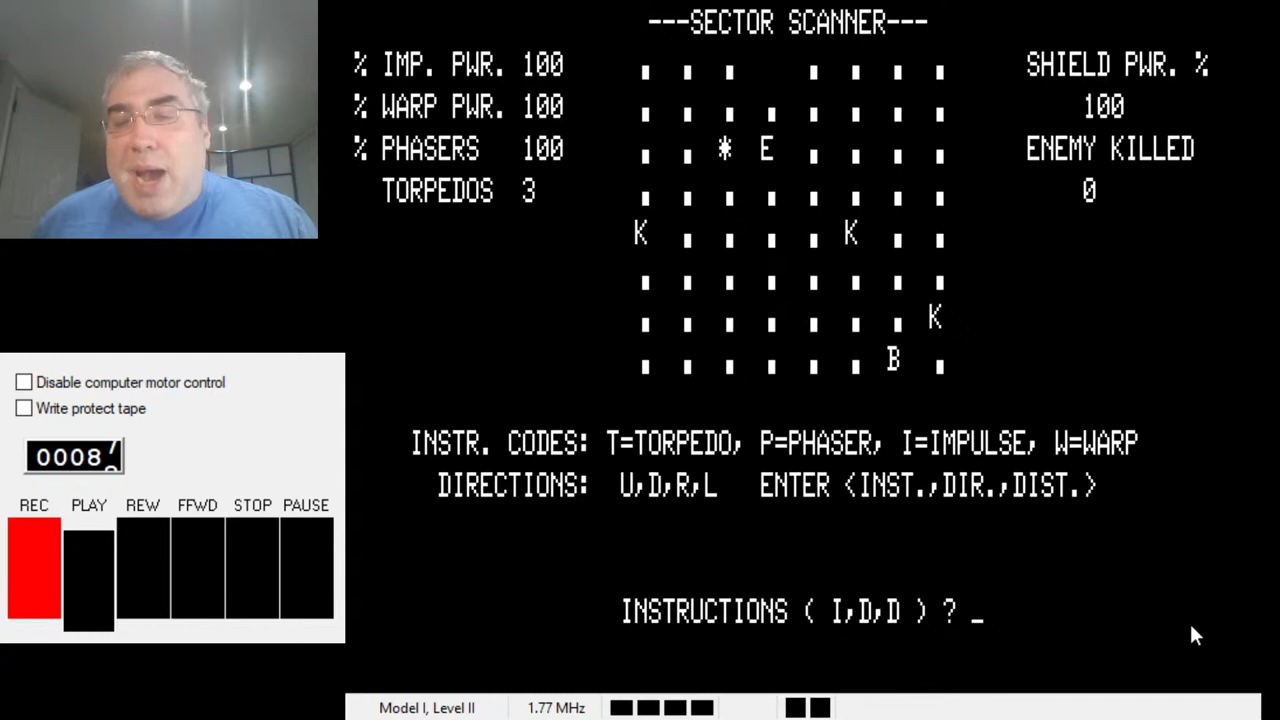 ---SECTOR SCANNER---
% IMP. PWR. 100 . . .   . . . . SHIELD PWR. %
% WARP PWR. 100 . . . . . . . . 100
% PHASERS 100 . . * E . . . . ENEMY KILLED
TORPEDOS 3 . . . . . . . . 0
K . . . . K . .
. . . . . . . .
. . . . . . . K
. . . . . . B .
Disable computer motor control
Write protect tape
0008
INSTR. CODES: T=TORPEDO, P=PHASER, I=IMPULSE, W=WARP
DIRECTIONS: U,D,R,L ENTER <INST.,DIR.,DIST.>
REC PLAY REW FFWD STOP PAUSE
INSTRUCTIONS ( I,D,D ) ? _
Model I, Level II 1.77 MHz